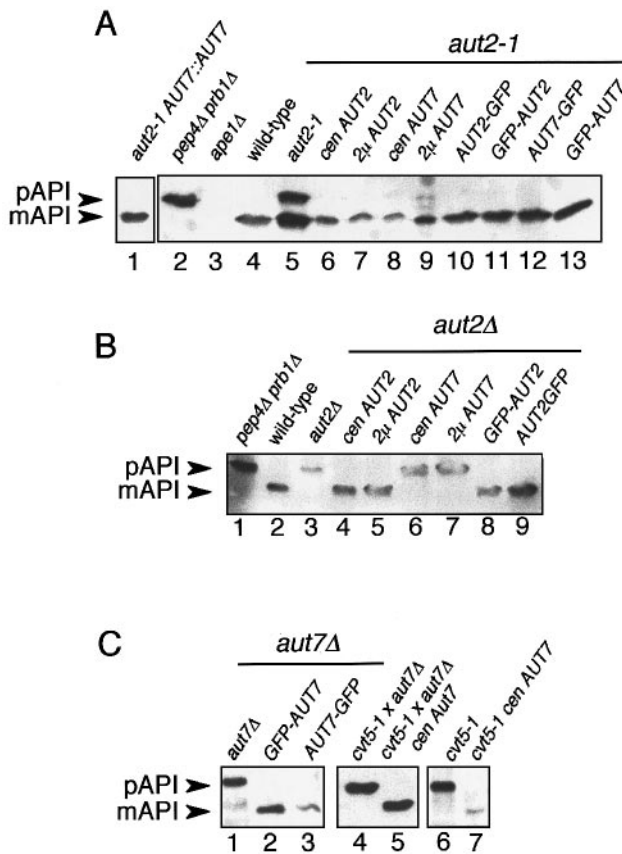 A
aut2-1
aut2-1 AUT7::AUT7
pep4Δ prb1Δ
ape1Δ
wild-type
aut2-1
cen AUT2
2μ AUT2
cen AUT7
2μ AUT7
AUT2-GFP
GFP-AUT2
AUT7-GFP
GFP-AUT7
pAPI
mAPI
1 2 3 4 5 6 7 8 9 10 11 12 13
B
aut2Δ
pep4Δ prb1Δ
wild-type
aut2Δ
cen AUT2
2μ AUT2
cen AUT7
2μ AUT7
GFP-AUT2
AUT2GFP
pAPI
mAPI
1 2 3 4 5 6 7 8 9
C
aut7Δ
aut7Δ
GFP-AUT7
AUT7-GFP
cvt5-1 x aut7Δ
cvt5-1 x aut7Δ
cen Aut7
cvt5-1
cvt5-1 cen AUT7
pAPI
mAPI
1 2 3 4 5 6 7